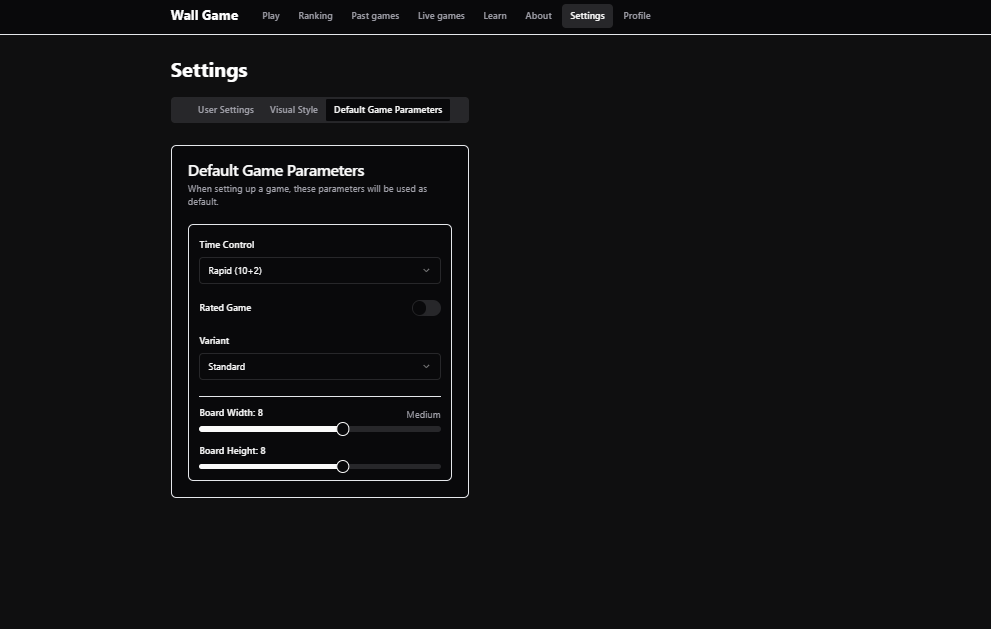 Wall Game Play Ranking Past games Live games Learn About Settings Profile
Settings
User Settings Visual Style Default Game Parameters
Default Game Parameters
When setting up a game, these parameters will be used as
default.
Time Control
Rapid (10+2)
Rated Game
Variant
Standard
Board Width: 8 Medium
Board Height: 8